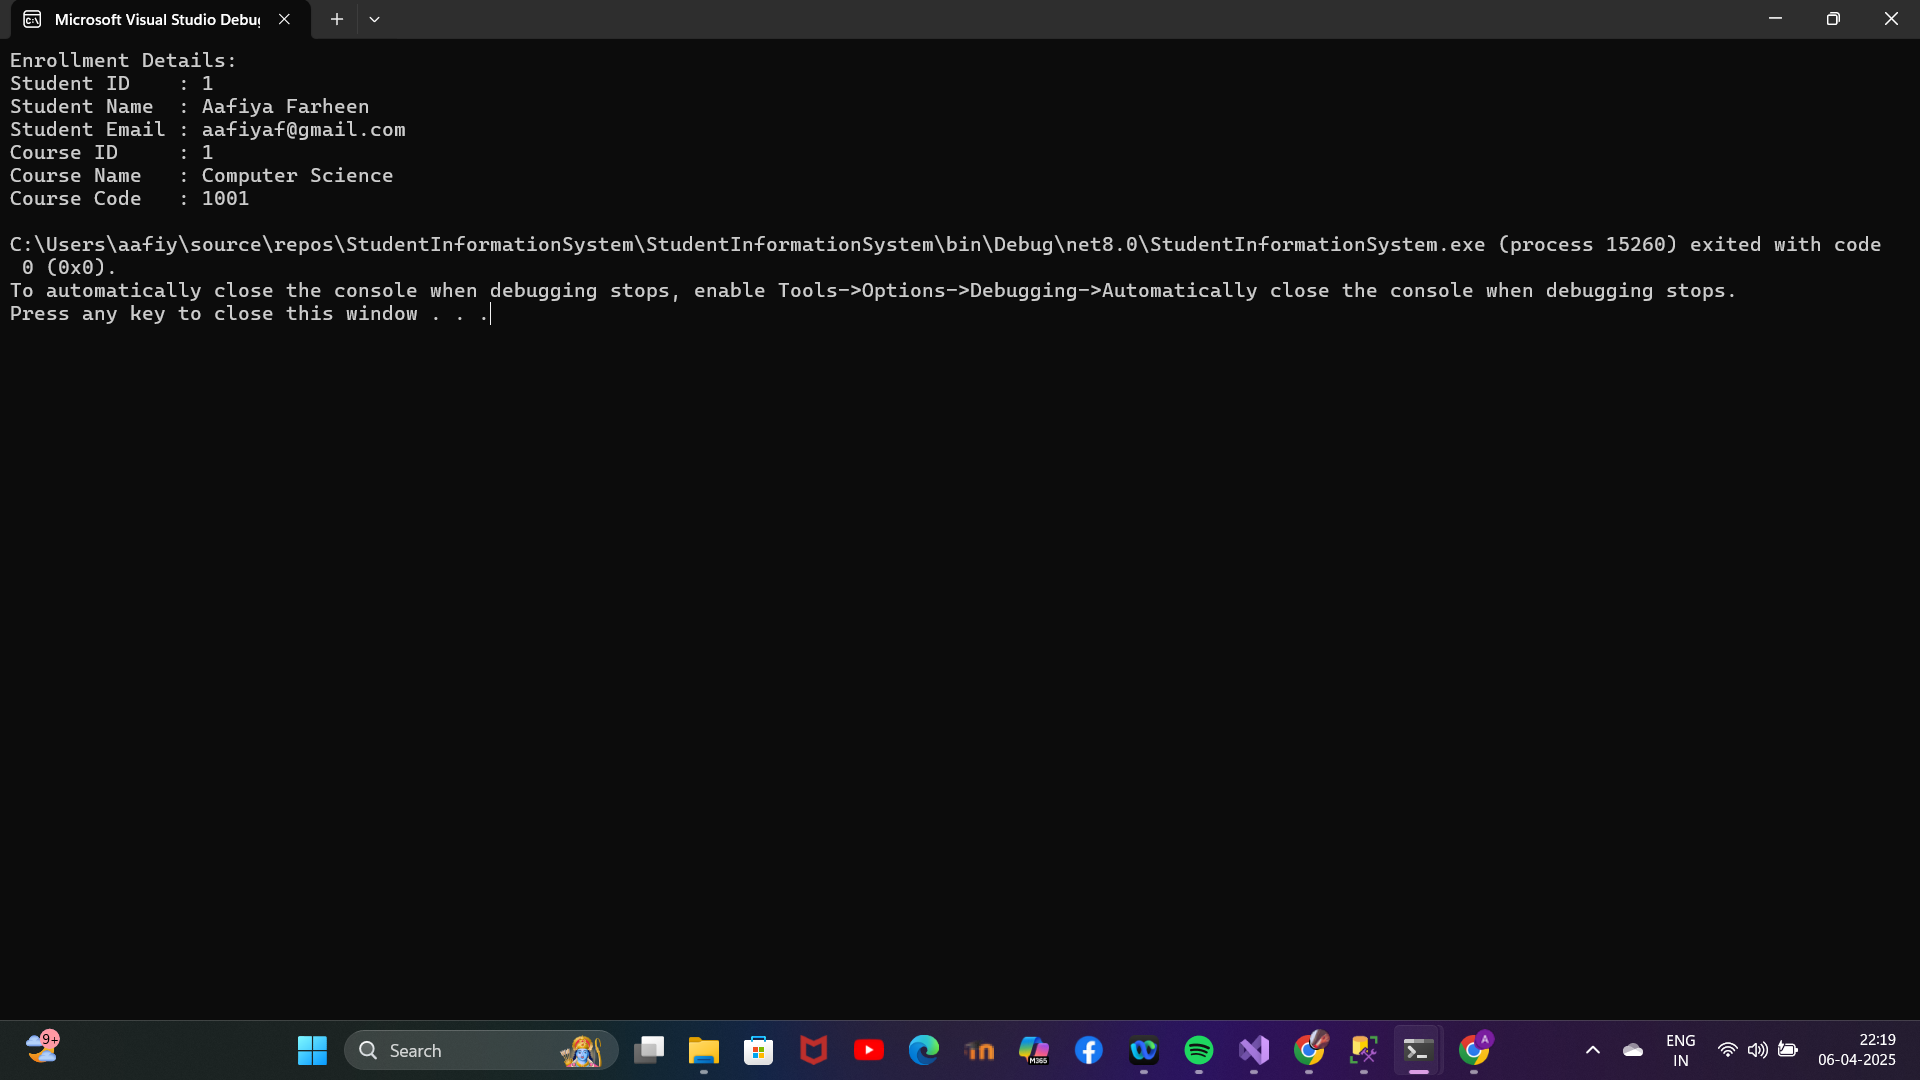 Microsoft Visual Studio Debu
Enrollment Details:
Student ID    : 1
Student Name  : Aafiya Farheen
Student Email : aafiyaf@gmail.com
Course ID     : 1
Course Name   : Computer Science
Course Code   : 1001
C:\Users\aafiy\source\repos\StudentInformationSystem\StudentInformationSystem\bin\Debug\net8.0\StudentInformationSystem.exe (process 15260) exited with code
 0 (0x0).
To automatically close the console when debugging stops, enable Tools->Options->Debugging->Automatically close the console when debugging stops.
Press any key to close this window . . .
9+
Search
M365
A
ENG
IN
22:19
06-04-2025